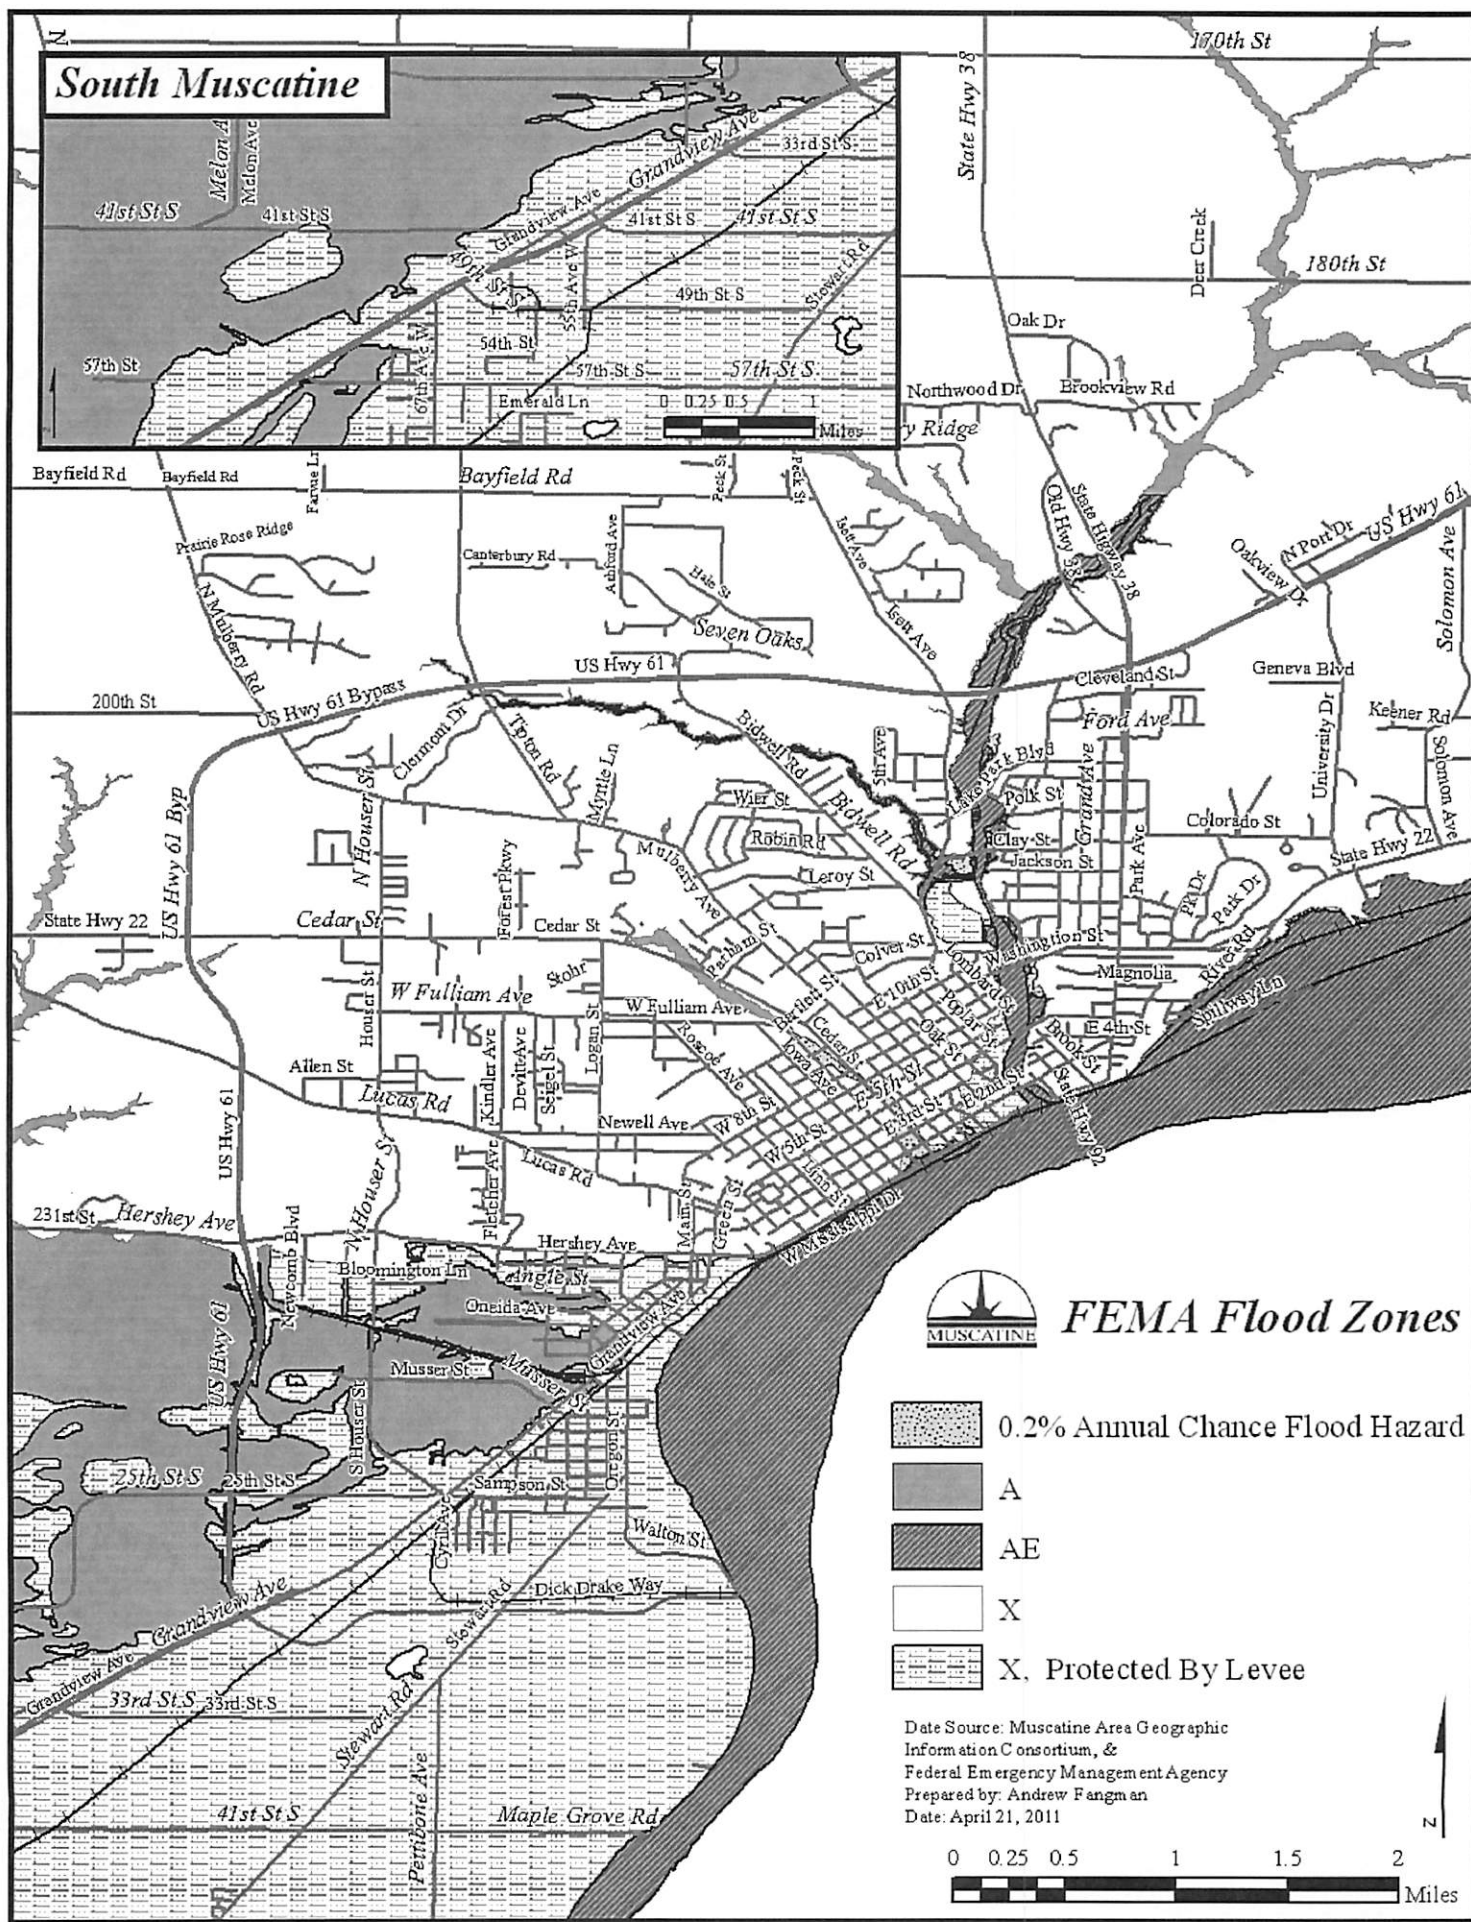 N
170th St
South Muscatine
State Hwy 38
Melon A
Melon Ave
Grandview Ave
33rd St S
41st St S
41st St S
Grandview Ave
41st St S
41st St S
Deer Creek
180th St
49th St S
55th Ave W
49th St S
Stewart Rd
Oak Dr
54th St
57th St
67th Ave W
57th St S
57th St S
Northwood Dr
Brookview Rd
Emerald Ln
0 0.25 0.5 1
Miles
y Ridge
Bayfield Rd
Bayfield Rd
Farvue Ln
Bayfield Rd
Peck St
Peck St
Old Hwy 38
State Higway 38
US Hwy 61
Prairie Rose Ridge
Canterbury Rd
Ashford Ave
Isett Ave
N Port Dr
Oakview Dr
Solomon Ave
Hale St
N Mulberry Rd
Seven Oaks
Isett Ave
US Hwy 61
Cleveland St
Geneva Blvd
200th St
US Hwy 61 Bypass
Clermont Dr
Tipton Rd
Bidwell Rd
Ford Ave
University Dr
Keener Rd
Solomon Ave
5th Ave
Lake Park Blvd
Grand Ave
N Houser St
Myrtle Ln
Wier St
Bidwell Rd
Polk St
US Hwy 61 Byp
Robin Rd
Clay St
Colorado St
Mulberry Ave
Jackson St
Park Ave
State Hwy 22
Forest Pkwy
Leroy St
Park Dr
State Hwy 22
Cedar St
Cedar St
Parham St
Colver St
Washington St
Lombard St
River Rd
Stohr
Houser St
W Fulliam Ave
W Fulliam Ave
Bartlett St
E 10th St
Poplar St
Magnolia
Spilway Ln
Logan St
Roscoe Ave
Cedar St
Oak St
E 4th St
Brook St
Allen St
Kindler Ave
Devitt Ave
Seigel St
Iowa Ave
E 5th St
Lucas Rd
E 2nd St
State Hwy 92
US Hwy 61
Newell Ave
W 8th St
E 3rd St
W 5th St
Lucas Rd
Linn St
N Houser St
Fletcher Ave
Main St
Green St
231st St
Hershey Ave
Newcomb Blvd
Hershey Ave
W Mississippi Dr
Bloomington Ln
Angle St
Oneida Ave
Grandview Ave
US Hwy 61
Musser St
Musser St
MUSCATINE
FEMA Flood Zones
S Houser St
Oregon St
0.2% Annual Chance Flood Hazard
25th St S
25th St S
Sampson St
A
Cyril Ave
Walton St
AE
Dick Drake Way
Grandview Ave
Stewart Rd
X
Grandview Ave
X, Protected By Levee
33rd St S
33rd St S
Stewart Rd
Date Source: Muscatine Area Geographic
Information Consortium, &
Federal Emergency Management Agency
Prepared by: Andrew Fangman
Date: April 21, 2011
Pettibone Ave
41st St S
Maple Grove Rd
N
0 0.25 0.5 1 1.5 2
Miles